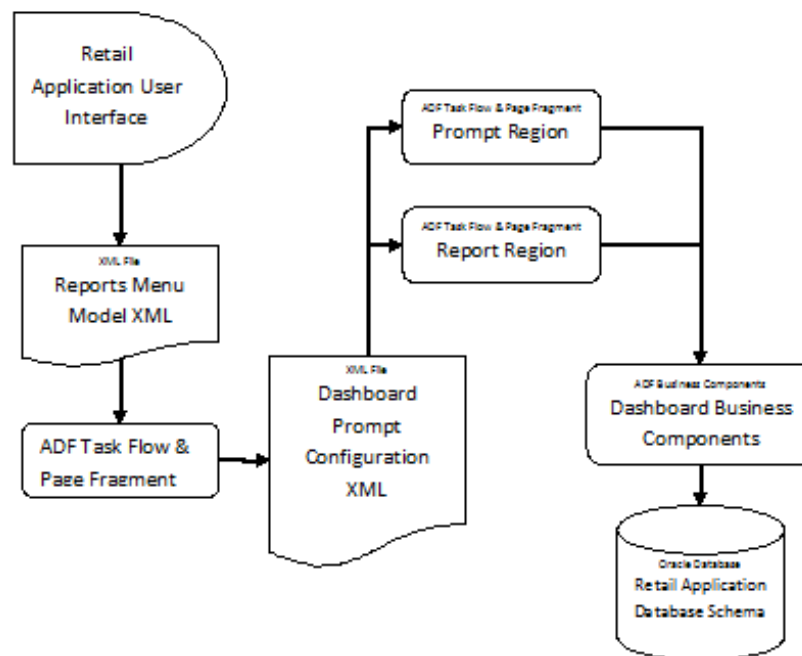 Retail
Application User
Interface
XML File
Reports Menu
Model XML
ADF Task Flow &
Page Fragment
XML File
Dashboard
Prompt
Configuration
XML
ADF Task Flow & Page Fragment
Prompt Region
ADF Task Flow & Page Fragment
Report Region
ADF Business Components
Dashboard Business
Components
Oracle Database
Retail Application
Database Schema